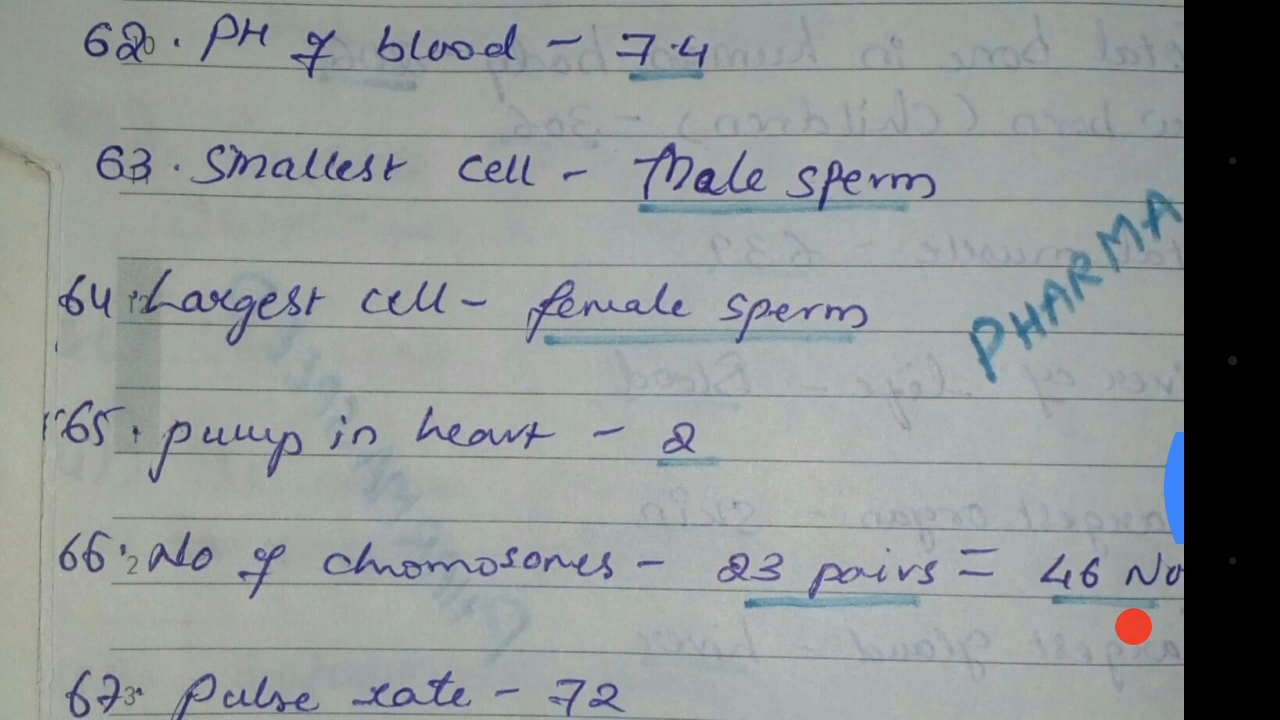 62. PH of blood - 7.4
63. Smallest cell - Male sperm
64. Largest cell - female sperm
PHARMA
65. pump in heart - 2
66. No of chromosones - 23 pairs = 46 No
67. Pulse rate - 72